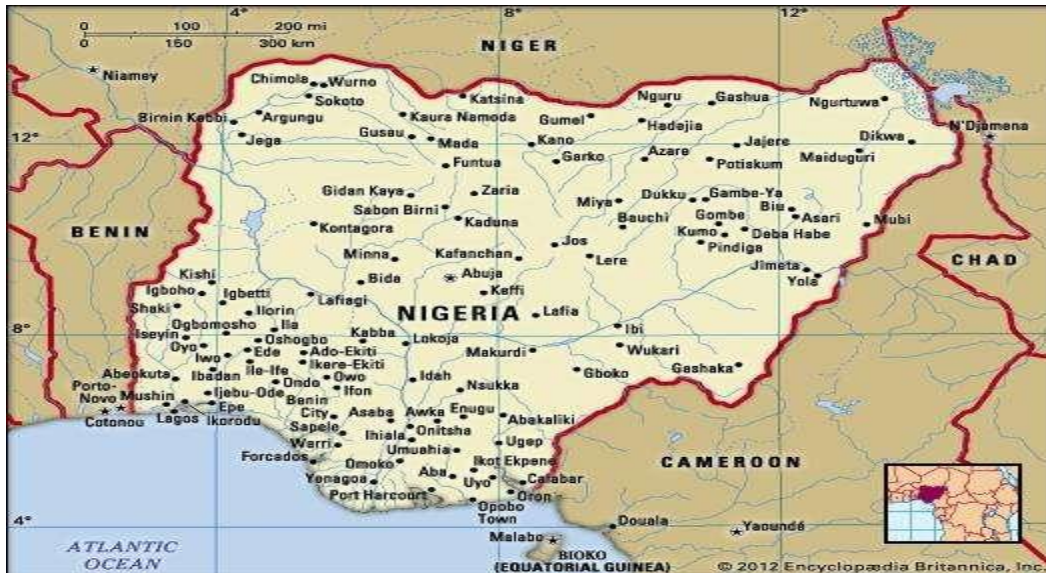 4° 8° 12°
0 100 200 mi
0 150 300 km
NIGER
Niamey
Chimola Wurno
Sokoto
Katsina
Nguru Gashua
Ngurtuwa
Birnin Kebbi Argungu
Kaura Namoda
Gumel
Hadejia
N'Djamena
12°
Jega
Gusau
Mada
Kano
Garko
Azare
Jajere
Dikwa
Potiskum
Maiduguri
Funtua
Gidan Kaya
Zaria
Miya
Dukku Gambe-Ya
Biu
Sabon Birni
Kaduna
Bauchi
Gombe
Asari
Mubi
BENIN
Kontagora
Kumo
Deba Habe
Jos
Pindiga
Minna
Kafanchan
Lere
CHAD
Jimeta
Kishi
Bida
Abuja
Yola
Igboho
Keffi
Shaki
Igbetti
Lafiagi
NIGERIA
Ilorin
Lafia
Ogbomosho
Ila
8°
Iseyin
Oshogbo
Kabba
Lokoja
Ibi
Oyo
Iwo
Ede
Ado-Ekiti
Makurdi
Wukari
Ikere-Ekiti
Abeokuta
Ibadan
Ile-Ife
Owo
Idah
Gboko
Gashaka
Ondo
Ifon
Nsukka
Porto-
Novo
Mushin
Ijebu-Ode
Benin
City
Asaba
Awka
Enugu
Abakaliki
Cotonou
Lagos
Epe
Ikorodu
Sapele
Onitsha
Warri
Ihiala
Ugep
Umuahia
Forcados
Omoko
Ikot Ekpene
CAMEROON
Yenagoa
Aba
Uyo
Calabar
Port Harcourt
Oron
Opobo
Town
4°
Douala
Yaoundé
Malabo
ATLANTIC
OCEAN
BIOKO
(EQUATORIAL GUINEA)
© 2012 Encyclopædia Britannica, Inc.